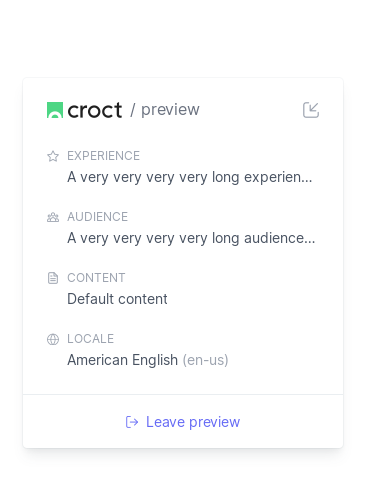 croct / preview
EXPERIENCE
A very very very very long experien...
AUDIENCE
A very very very very long audience...
CONTENT
Default content
LOCALE
American English (en-us)
Leave preview